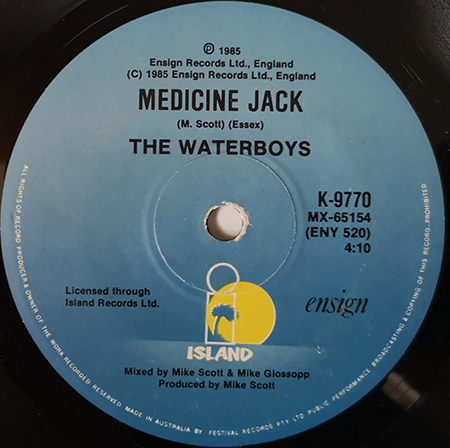 ℗ 1985
Ensign Records Ltd., England
(C) 1985 Ensign Records Ltd., England
MEDICINE JACK
(M. Scott) (Essex)
THE WATERBOYS
K-9770
MX-65154
(ENY 520)
4:10
Licensed through
Island Records Ltd.
i
ensign
ISLAND
Mixed by Mike Scott & Mike Glossopp
Produced by Mike Scott
ALL RIGHTS OF RECORD PRODUCER & OWNER OF THE WORK RECORDED RESERVED MADE IN AUSTRALIA BY FESTIVAL RECORDS PTY LTD PUBLIC PERFORMANCE BROADCASTING & COPYING OF THIS RECORD PROHIBITED